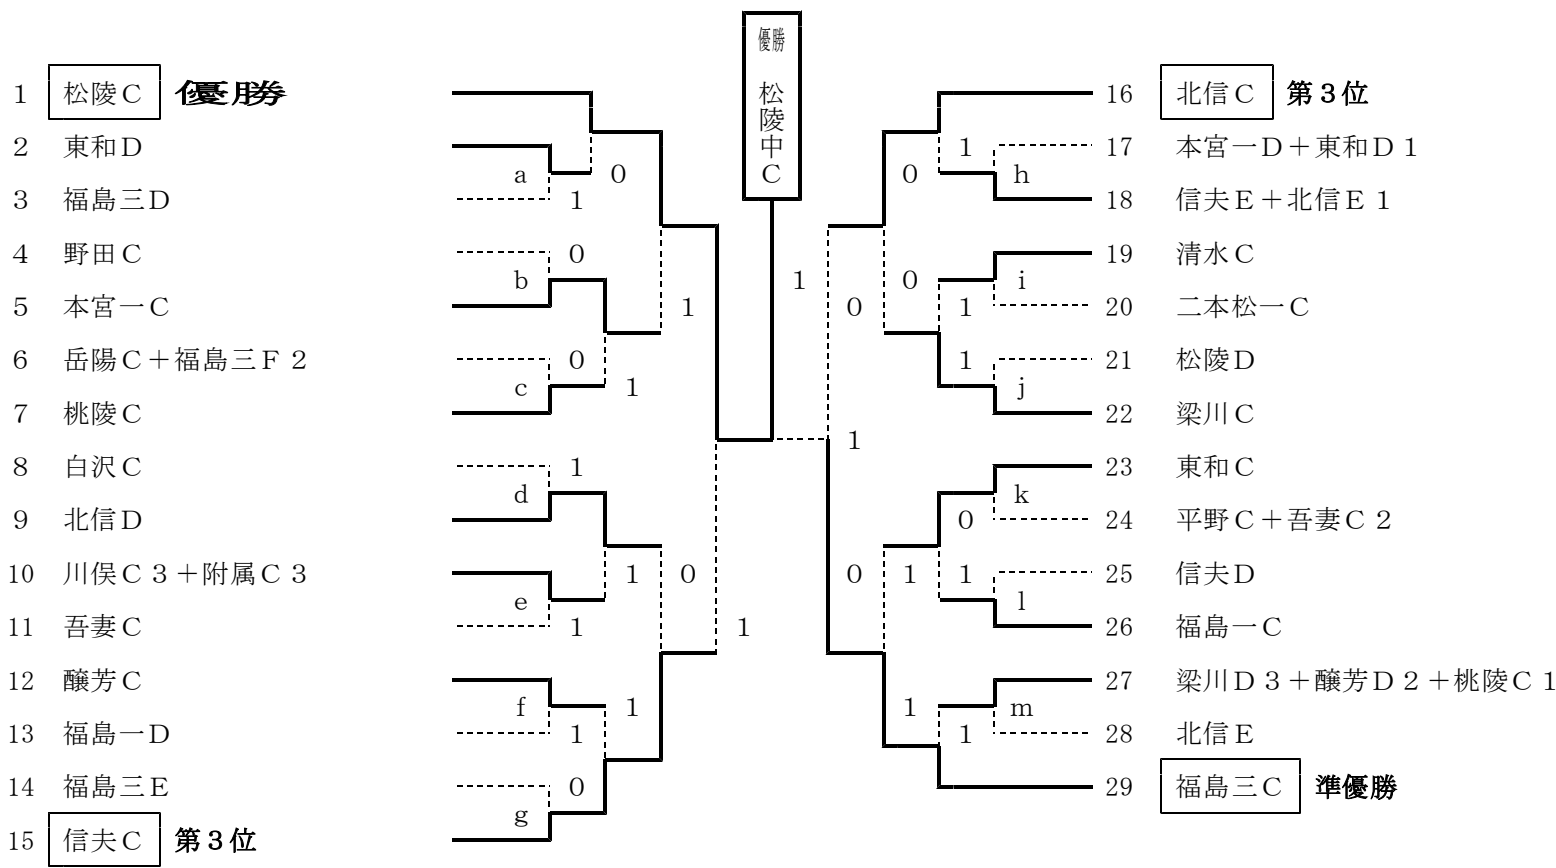 優勝 松陵中C
1 松陵C 優勝
2 東和D
3 福島三D
4 野田C
5 本宮一C
6 岳陽C+福島三F2
7 桃陵C
8 白沢C
9 北信D
10 川俣C3+附属C3
11 吾妻C
12 醸芳C
13 福島一D
14 福島三E
15 信夫C 第3位
a 0
1
0
b
1
0
c 1
1
d
1 0
e
1 1
f 1
1
0
g
1
0
1
1
0
0
1
1
h
0
i
1
1
j
k
0
1 1
l
1
m
1
16 北信C 第3位
17 本宮一D+東和D1
18 信夫E+北信E1
19 清水C
20 二本松一C
21 松陵D
22 梁川C
23 東和C
24 平野C+吾妻C2
25 信夫D
26 福島一C
27 梁川D3+醸芳D2+桃陵C1
28 北信E
29 福島三C 準優勝